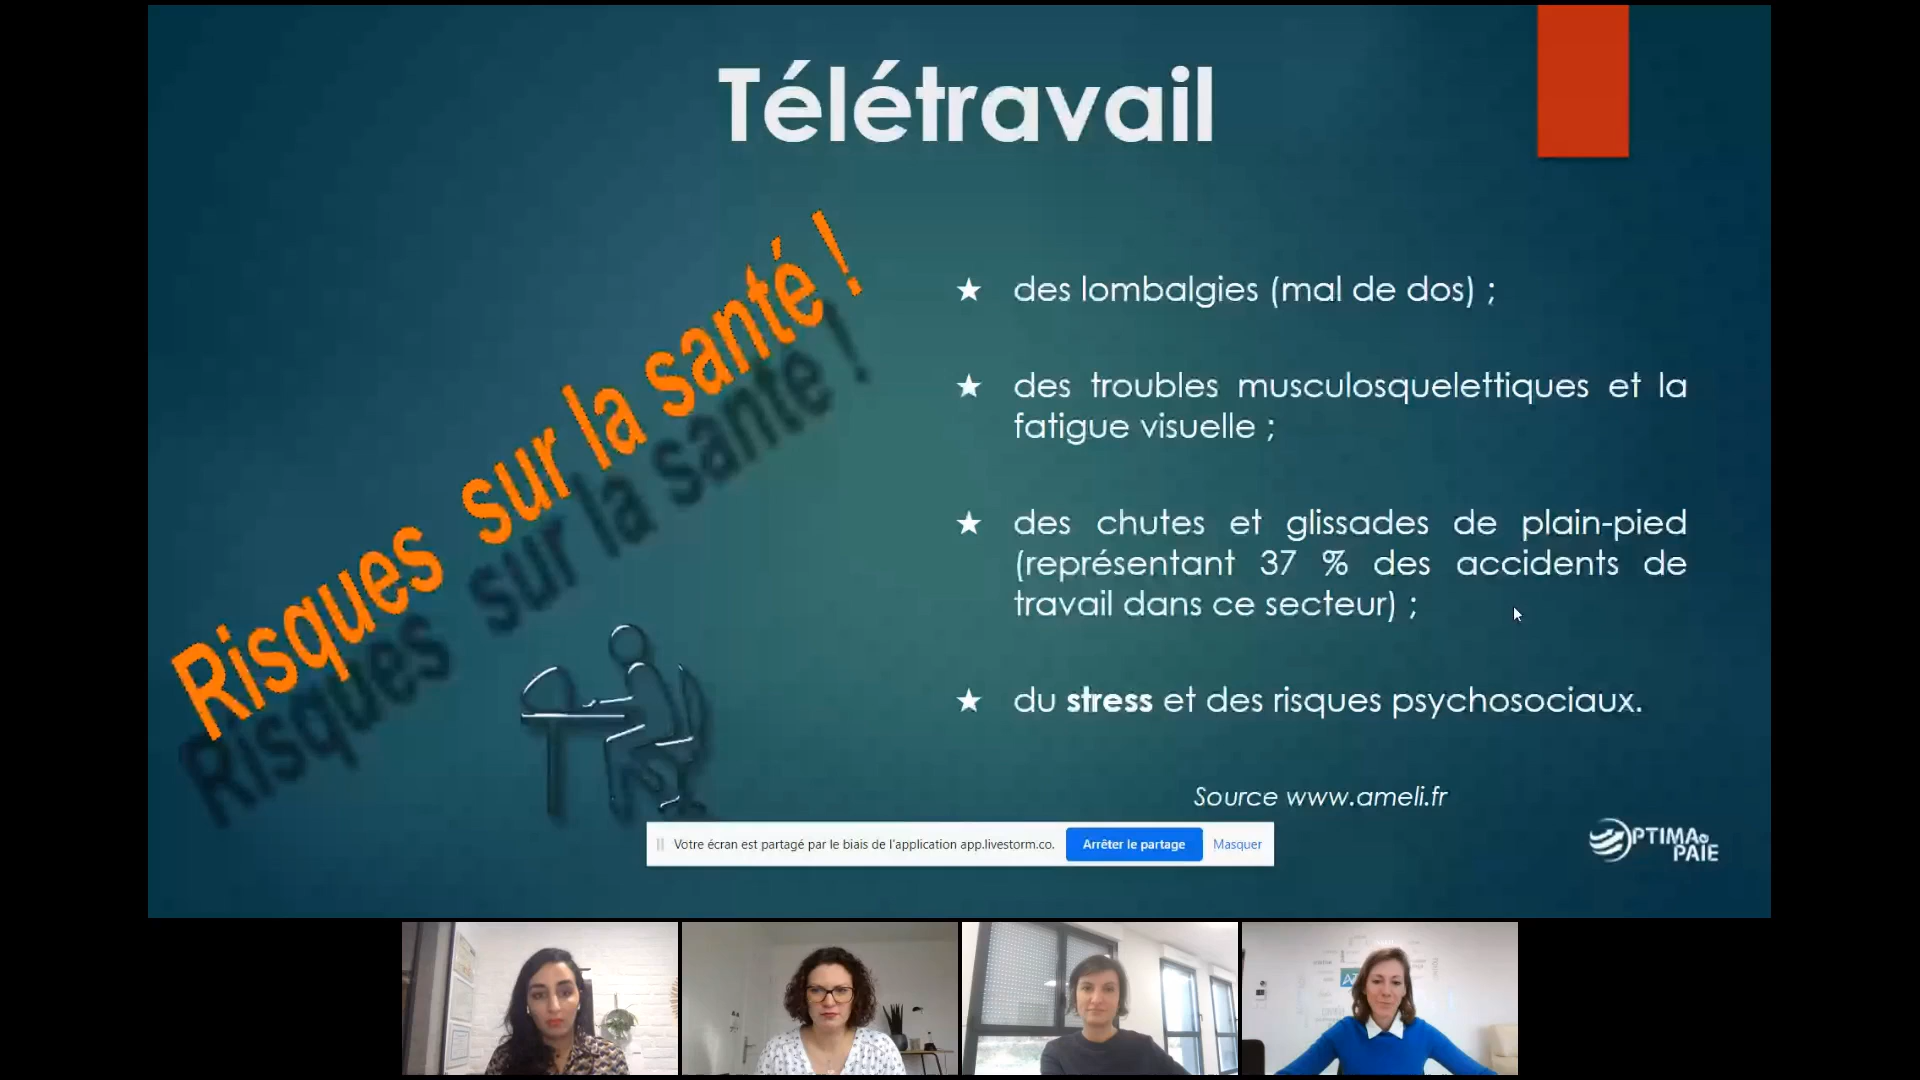 Télétravail
Risques sur la santé !
★ des lombalgies (mal de dos) ;
★ des troubles musculosquelettiques et la
fatigue visuelle ;
★ des chutes et glissades de plain-pied
(représentant 37 % des accidents de
travail dans ce secteur) ;
★ du stress et des risques psychosociaux.
Source www.ameli.fr
Votre écran est partagé par le biais de l'application app.livestorm.co.
Arrêter le partage
Masquer
OPTIMA
PAIE